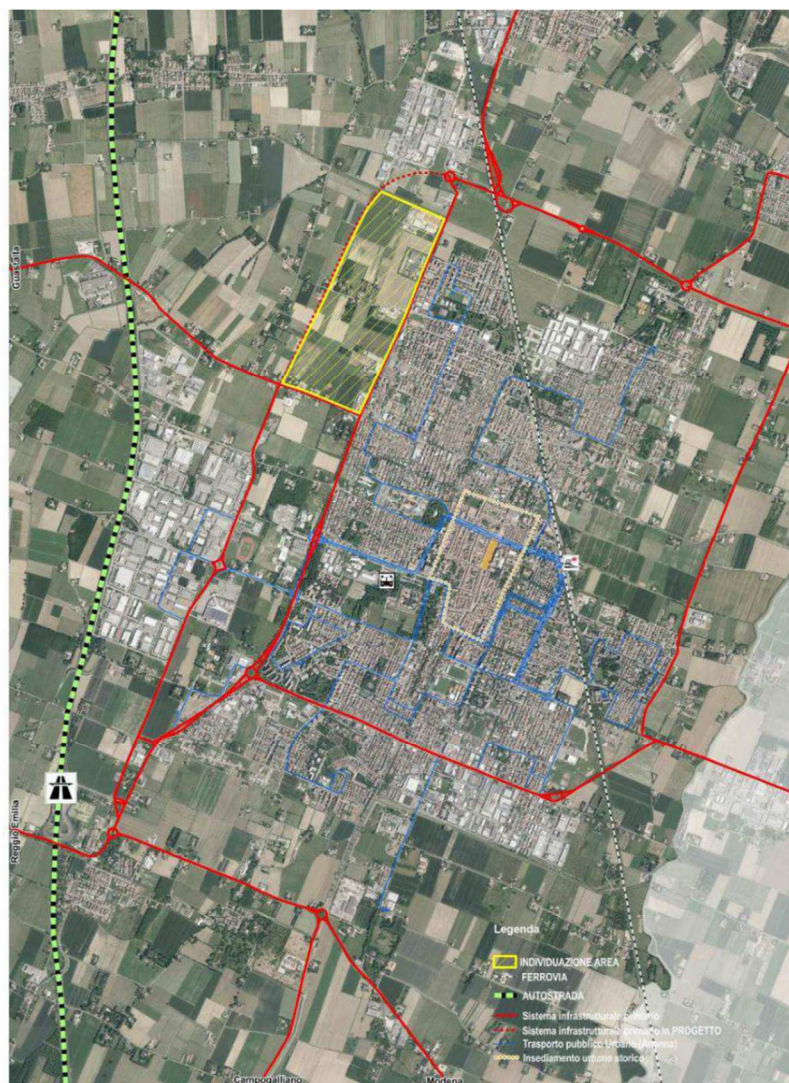 Guastalla
Reggio Emilia
Legenda
INDIVIDUAZIONE AREA
FERROVIA
AUTOSTRADA
Sistema infrastrutturale primario
Sistema infrastrutturale primario in PROGETTO
Trasporto pubblico Urbano (Arianna)
Insediamento urbano storico
Campogalliano
Modena